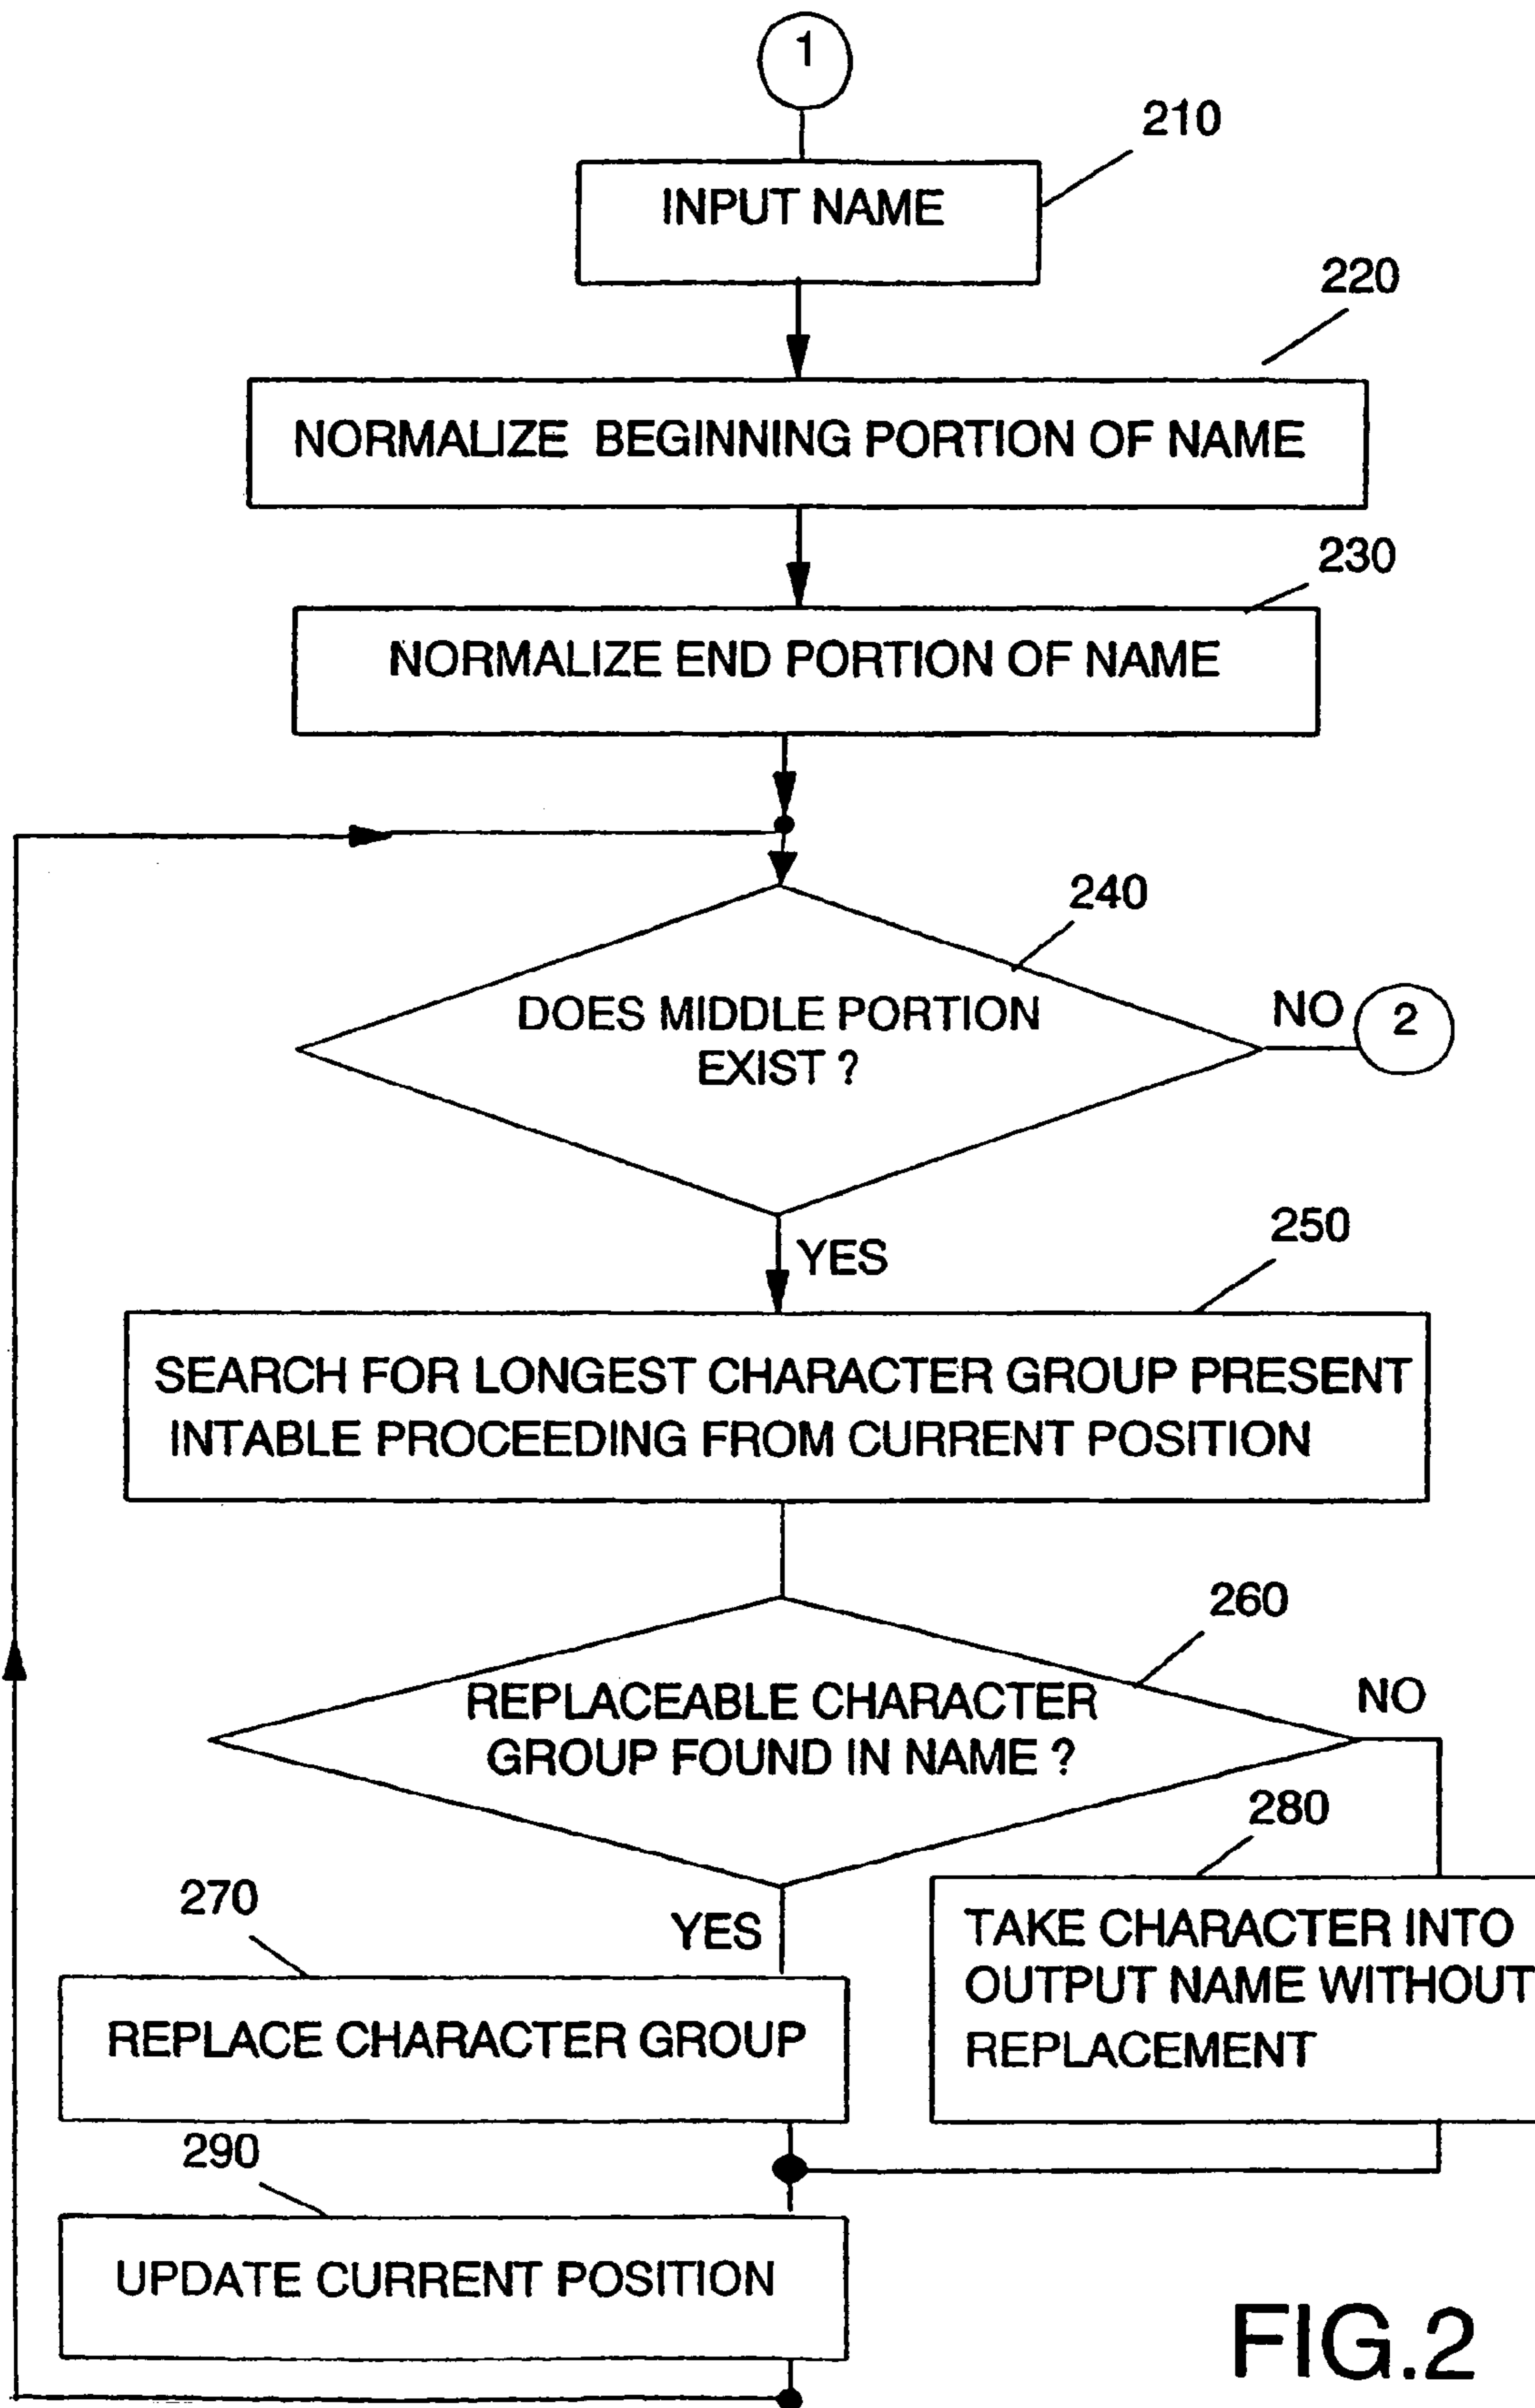 1
210
INPUT NAME
220
NORMALIZE BEGINNING PORTION OF NAME
230
NORMALIZE END PORTION OF NAME
240
DOES MIDDLE PORTION
EXIST ?
NO
2
YES
250
SEARCH FOR LONGEST CHARACTER GROUP PRESENT
INTABLE PROCEEDING FROM CURRENT POSITION
260
REPLACEABLE CHARACTER
GROUP FOUND IN NAME ?
NO
280
270
YES
TAKE CHARACTER INTO
OUTPUT NAME WITHOUT
REPLACEMENT
REPLACE CHARACTER GROUP
290
UPDATE CURRENT POSITION
FIG.2